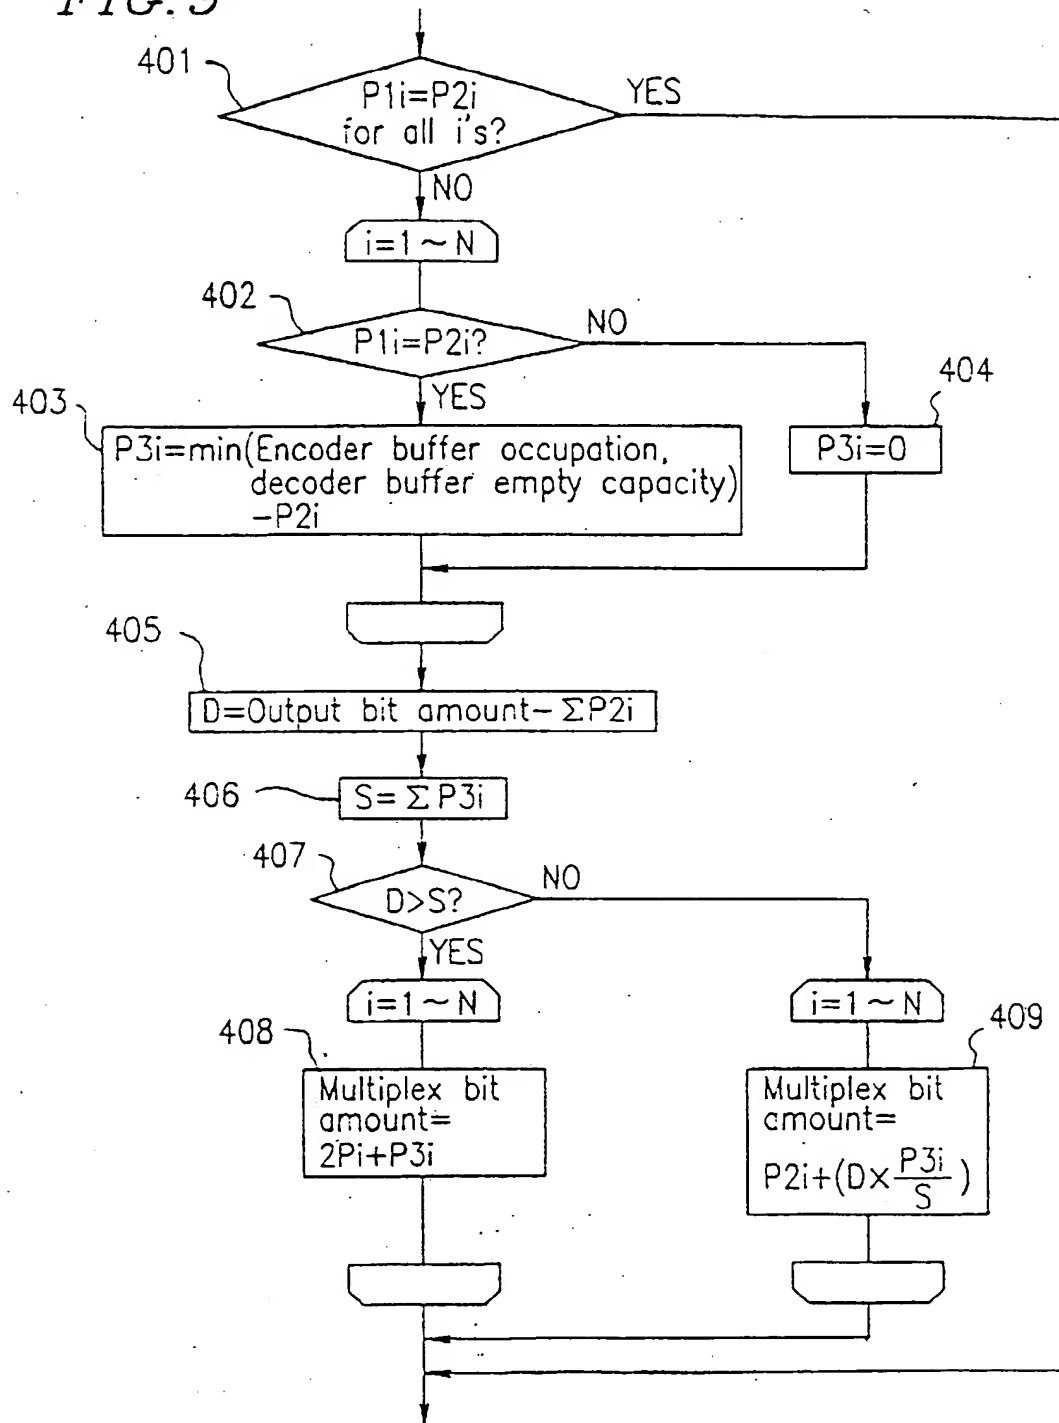 FIG. 5
401
P1i=P2i
for all i's?
YES
NO
i=1 ~ N
402
P1i=P2i?
NO
YES
403
P3i=min(Encoder buffer occupation,
decoder buffer empty capacity)
-P2i
404
P3i=0
405
D=Output bit amount- ΣP2i
406
S= Σ P3i
407
D>S?
NO
YES
i=1 ~ N
i=1 ~ N
408
Multiplex bit
amount=
2Pi+P3i
409
Multiplex bit
amount=
P2i+(D× P3i/S )